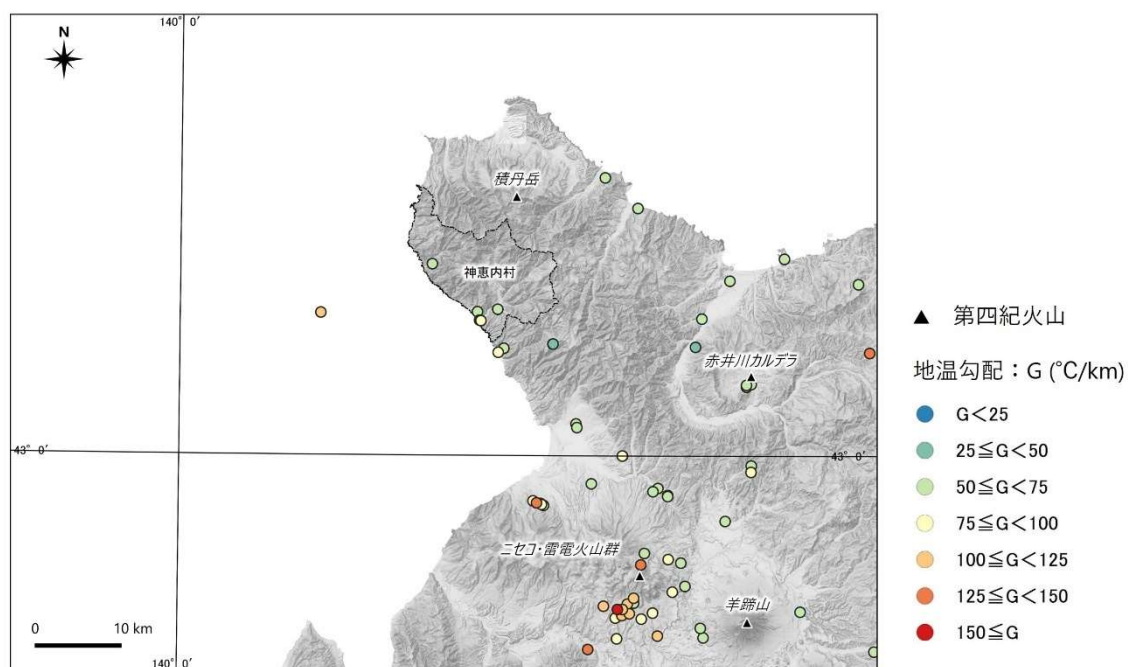 140° 0′
N
積丹岳
神恵内村
赤井川カルデラ
43° 0′
43° 0′
ニセコ・雷電火山群
羊蹄山
0 10 km
140° 0′
第四紀火山
地温勾配：G (℃/km)
G＜25
25≦G＜50
50≦G＜75
75≦G＜100
100≦G＜125
125≦G＜150
150≦G